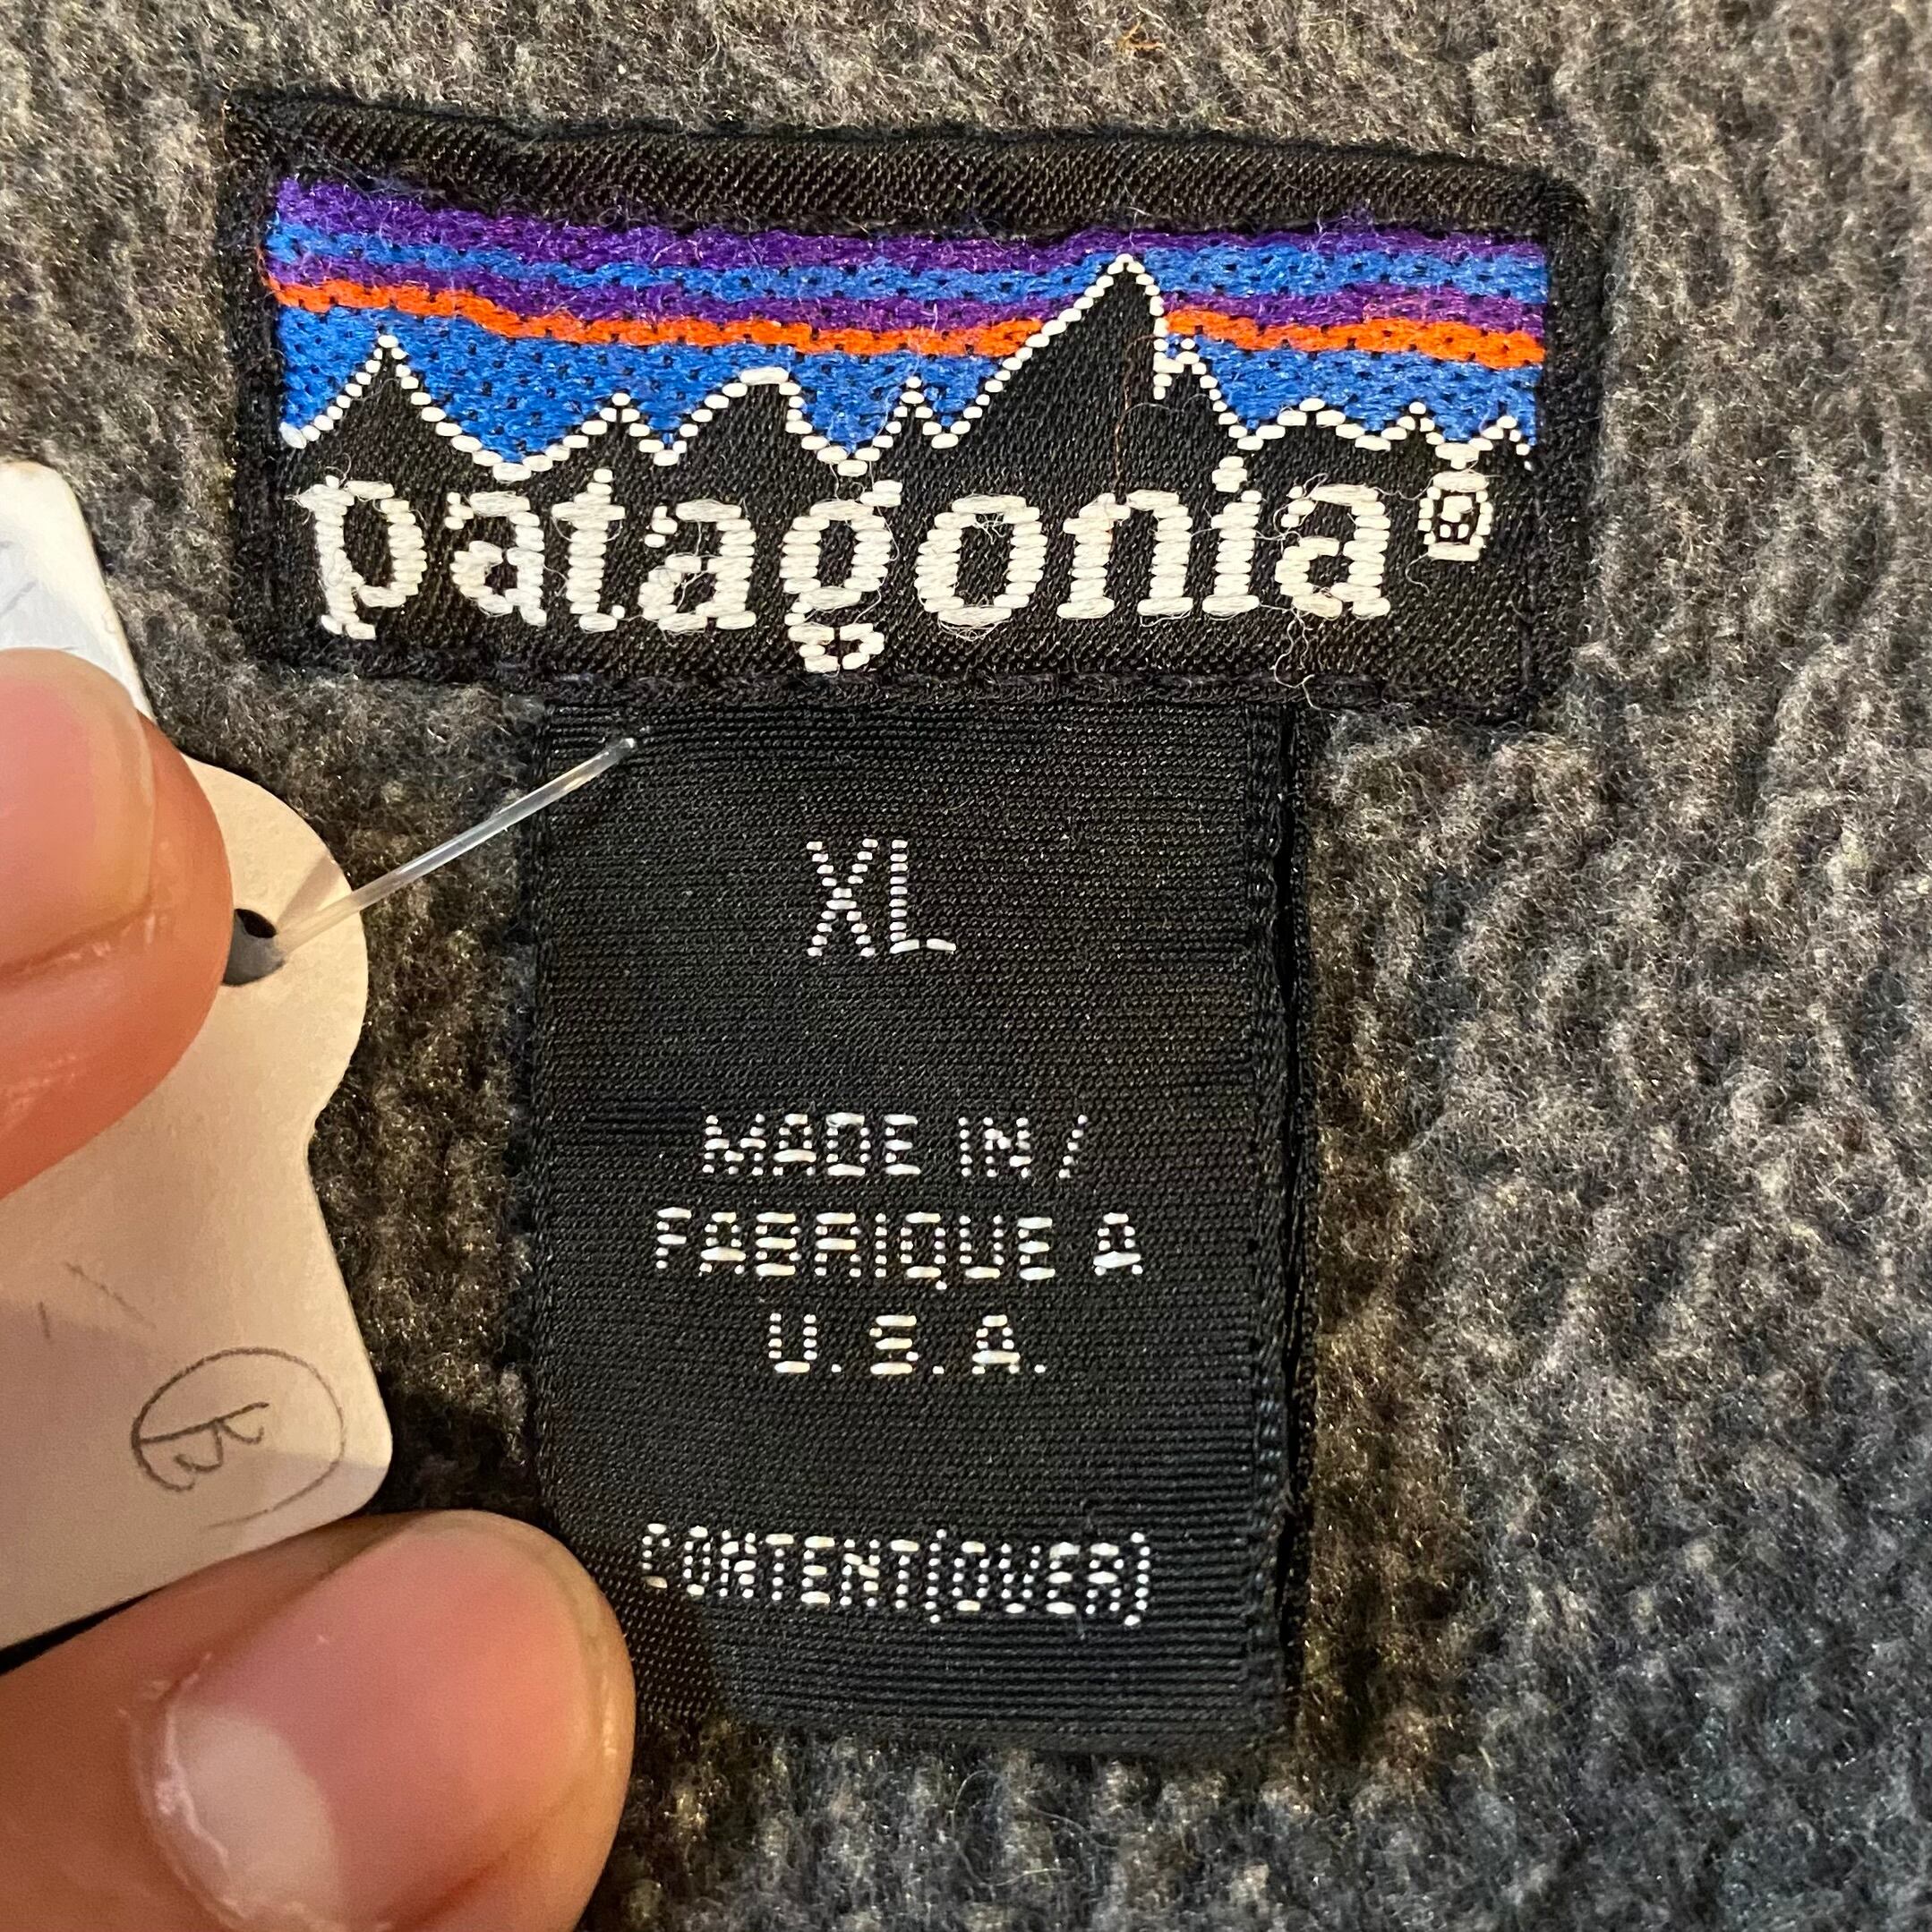 patagonia®
XL
MADE IN /
FABRIQUE A
U.S.A.
CONTENT(OVER)